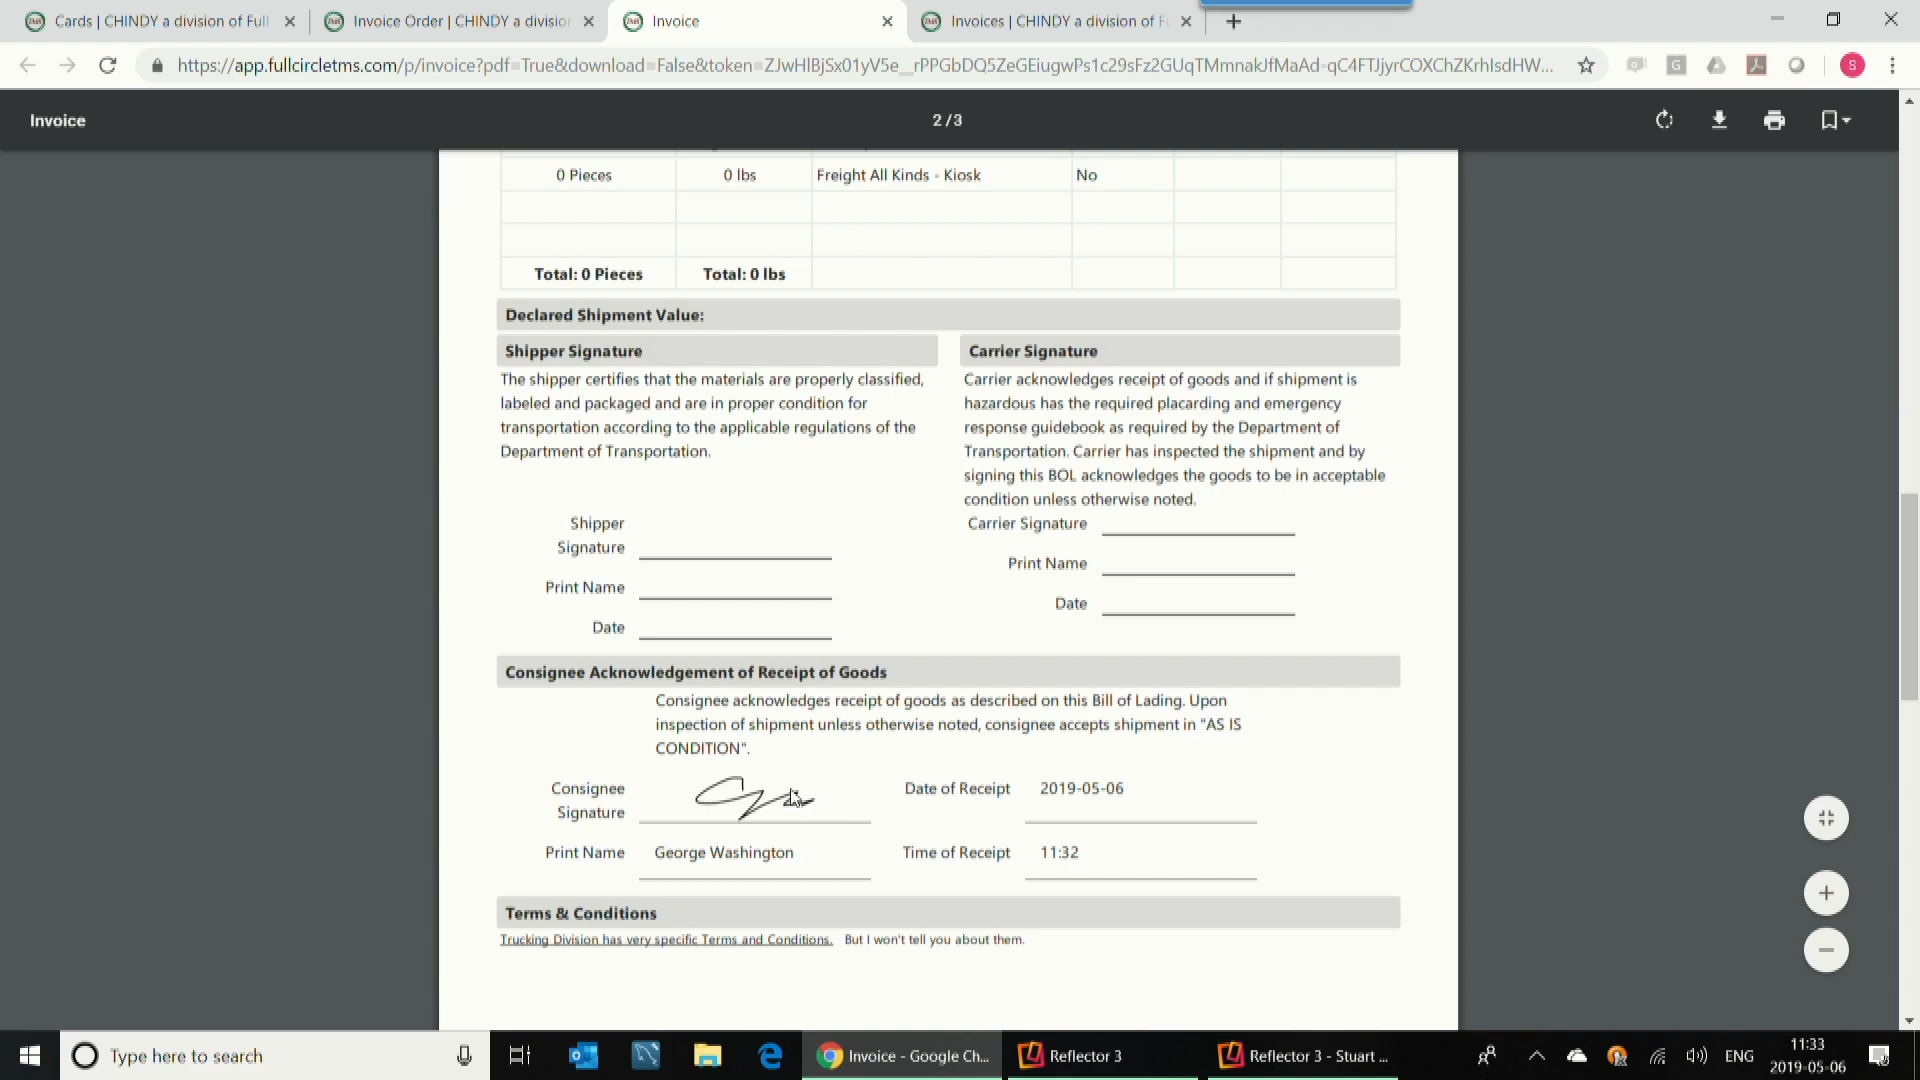 Cards | CHINDY a division of Full
Invoice Order | CHINDY a division
Invoice
Invoices | CHINDY a division of Fu
https://app.fullcircletms.com/p/invoice?pdf=True&download=False&token=
S
Invoice
2 / 3
0 Pieces 0 lbs Freight All Kinds - Kiosk No
Total: 0 Pieces Total: 0 lbs
Declared Shipment Value:
Shipper Signature
The shipper certifies that the materials are properly classified,
labeled and packaged and are in proper condition for
transportation according to the applicable regulations of the
Department of Transportation.
Shipper
Signature
Print Name
Date
Carrier Signature
Carrier acknowledges receipt of goods and if shipment is
hazardous has the required placarding and emergency
response guidebook as required by the Department of
Transportation. Carrier has inspected the shipment and by
signing this BOL acknowledges the goods to be in acceptable
condition unless otherwise noted.
Carrier Signature
Print Name
Date
Consignee Acknowledgement of Receipt of Goods
Consignee acknowledges receipt of goods as described on this Bill of Lading. Upon
inspection of shipment unless otherwise noted, consignee accepts shipment in "AS IS
CONDITION".
Consignee
Signature
Date of Receipt 2019-05-06
Print Name George Washington Time of Receipt 11:32
Terms & Conditions
Trucking Division has very specific Terms and Conditions. But I won't tell you about them.
Type here to search
Invoice - Google Ch...
Reflector 3
Reflector 3 - Stuart ...
ENG
11:33
2019-05-06